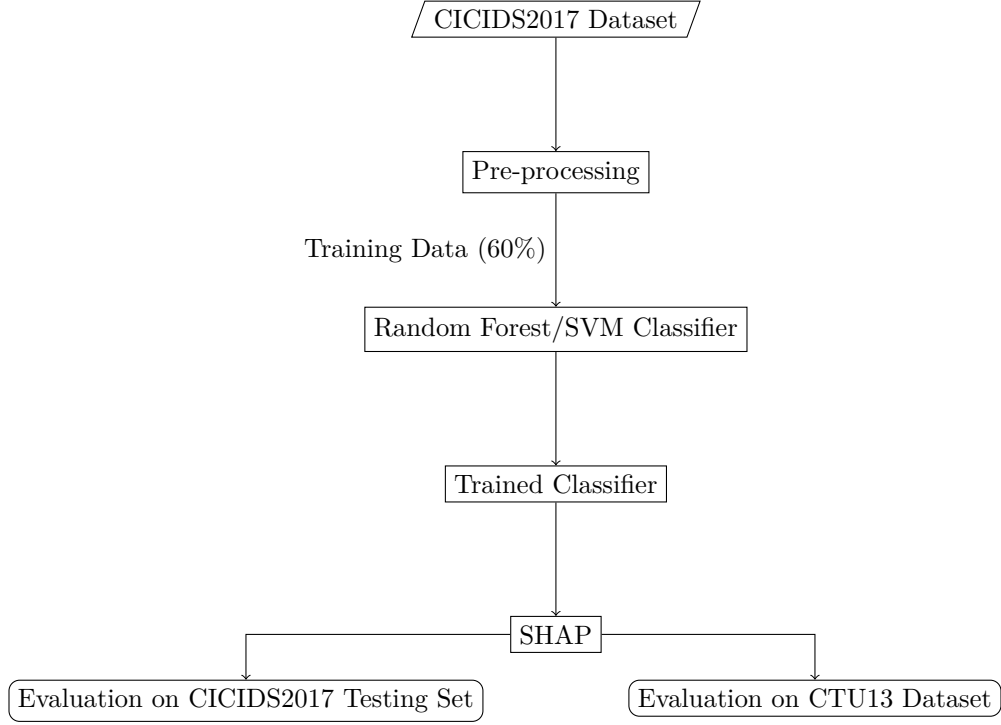 CICIDS2017 Dataset
Pre-processing
Training Data (60%)
Random Forest/SVM Classifier
Trained Classifier
SHAP
Evaluation on CICIDS2017 Testing Set
Evaluation on CTU13 Dataset